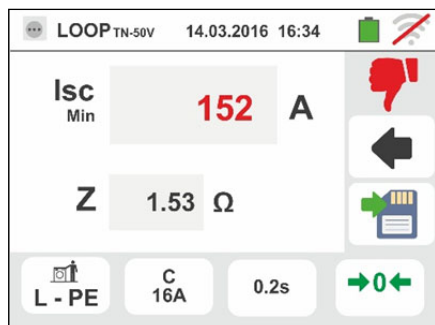 LOOP TN-50V 14.03.2016 16:34
Isc 152 A
Min
Z 1.53 Ω
L - PE
C
16A
0.2s
→0←